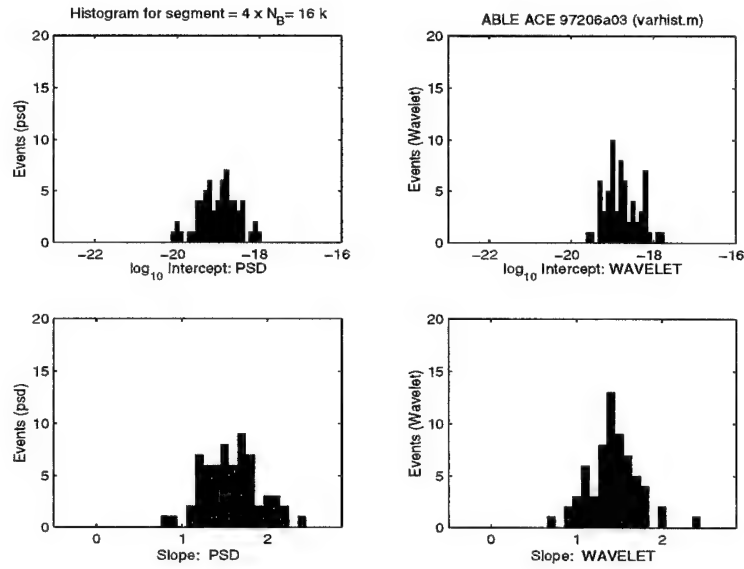 Histogram for segment = 4 x N_B= 16 k
ABLE ACE 97206a03 (varhist.m)
20
15
10
5
0
Events (psd)
-22 -20 -18 -16
log10 Intercept: PSD
20
15
10
5
0
Events (Wavelet)
-22 -20 -18 -16
log10 Intercept: WAVELET
20
15
10
5
0
Events (psd)
0 1 2
Slope: PSD
20
15
10
5
0
Events (Wavelet)
0 1 2
Slope: WAVELET